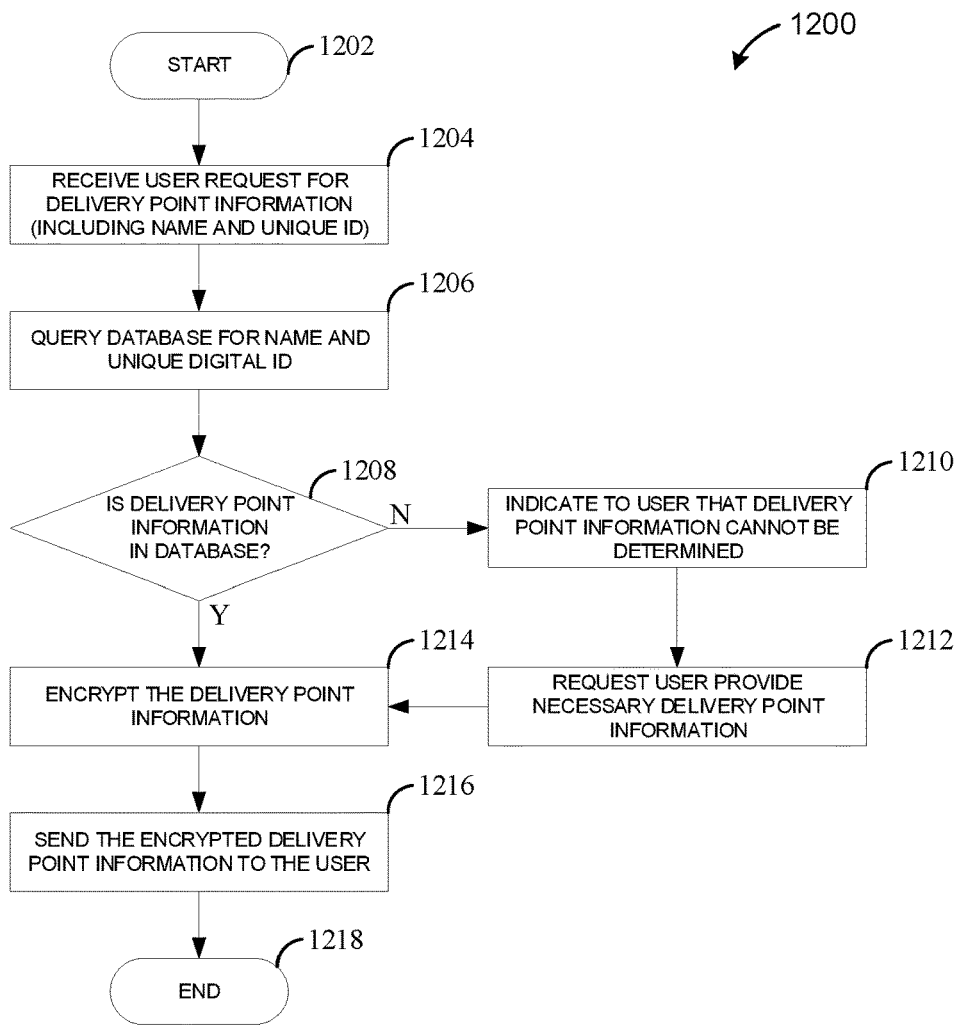 1200
1202
START
1204
RECEIVE USER REQUEST FOR
DELIVERY POINT INFORMATION
(INCLUDING NAME AND UNIQUE ID)
1206
QUERY DATABASE FOR NAME AND
UNIQUE DIGITAL ID
1208
IS DELIVERY POINT
INFORMATION
IN DATABASE?
N
1210
INDICATE TO USER THAT DELIVERY
POINT INFORMATION CANNOT BE
DETERMINED
Y
1212
REQUEST USER PROVIDE
NECESSARY DELIVERY POINT
INFORMATION
1214
ENCRYPT THE DELIVERY POINT
INFORMATION
1216
SEND THE ENCRYPTED DELIVERY
POINT INFORMATION TO THE USER
1218
END